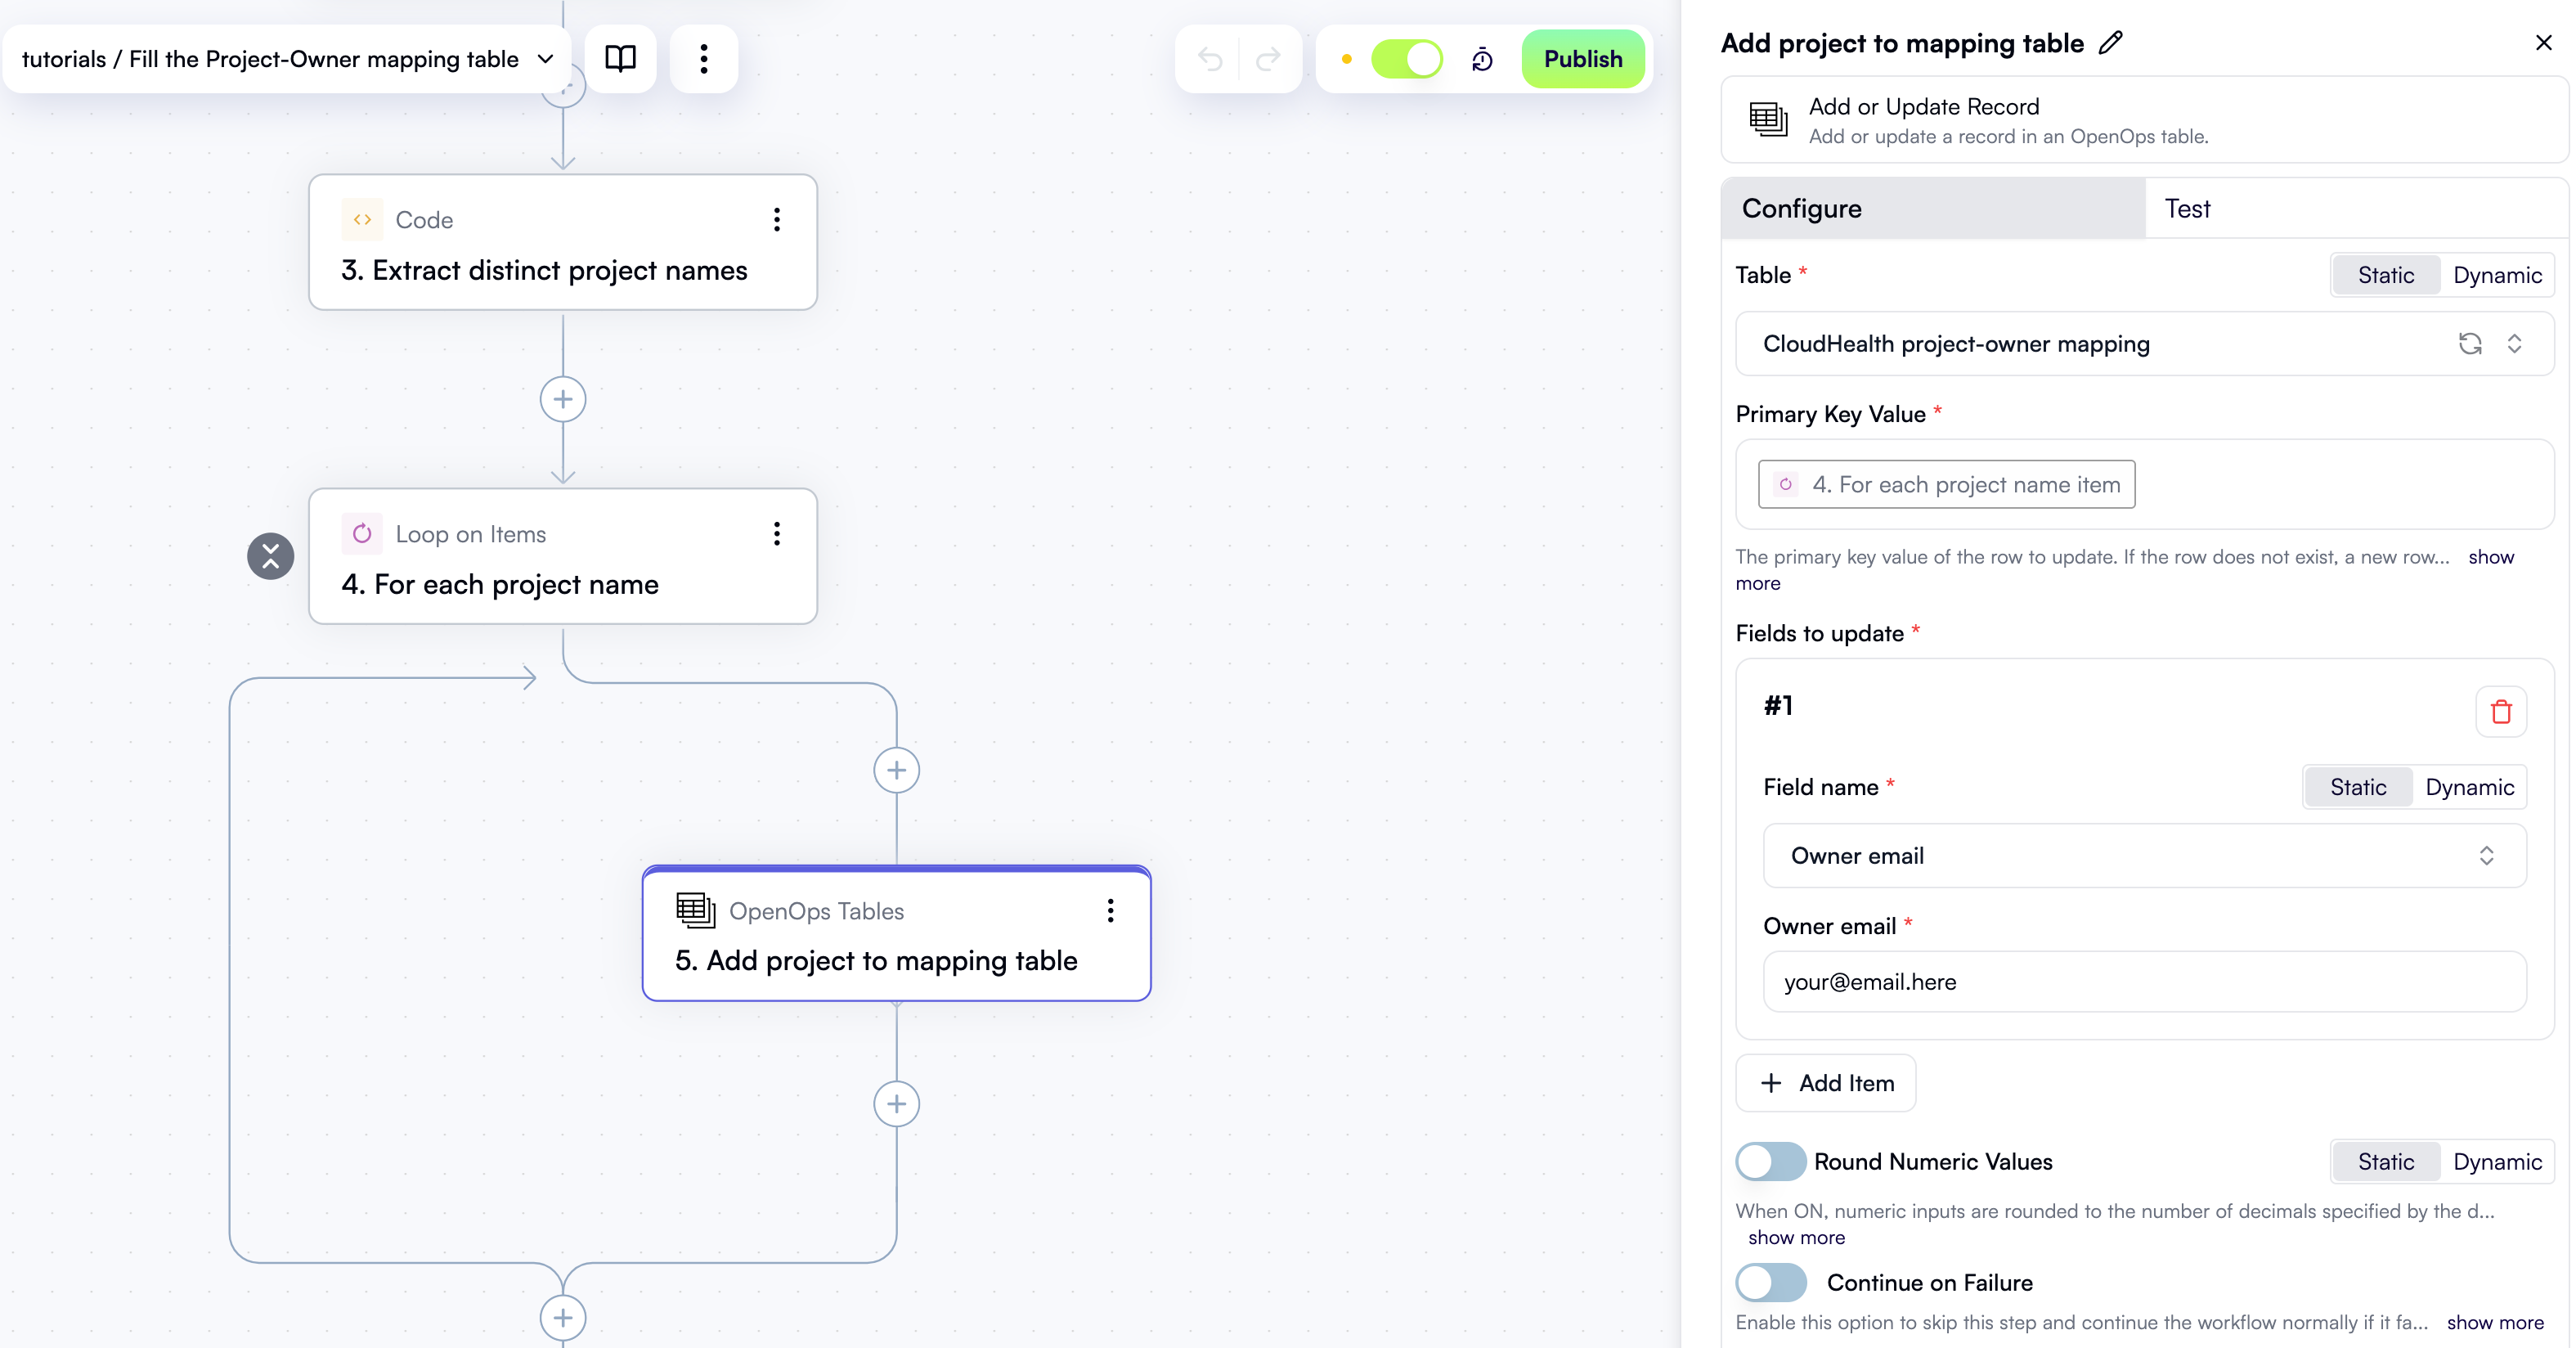 tutorials / Fill the Project-Owner mapping table
Publish
Code
3. Extract distinct project names
Loop on Items
4. For each project name
OpenOps Tables
5. Add project to mapping table
Add project to mapping table
Add or Update Record
Add or update a record in an OpenOps table.
Configure
Test
Table *
Static
Dynamic
CloudHealth project-owner mapping
Primary Key Value *
4. For each project name item
The primary key value of the row to update. If the row does not exist, a new row... show
more
Fields to update *
#1
Field name *
Static
Dynamic
Owner email
Owner email *
your@email.here
Add Item
Round Numeric Values
Static
Dynamic
When ON, numeric inputs are rounded to the number of decimals specified by the d...
show more
Continue on Failure
Enable this option to skip this step and continue the workflow normally if it fa... show more